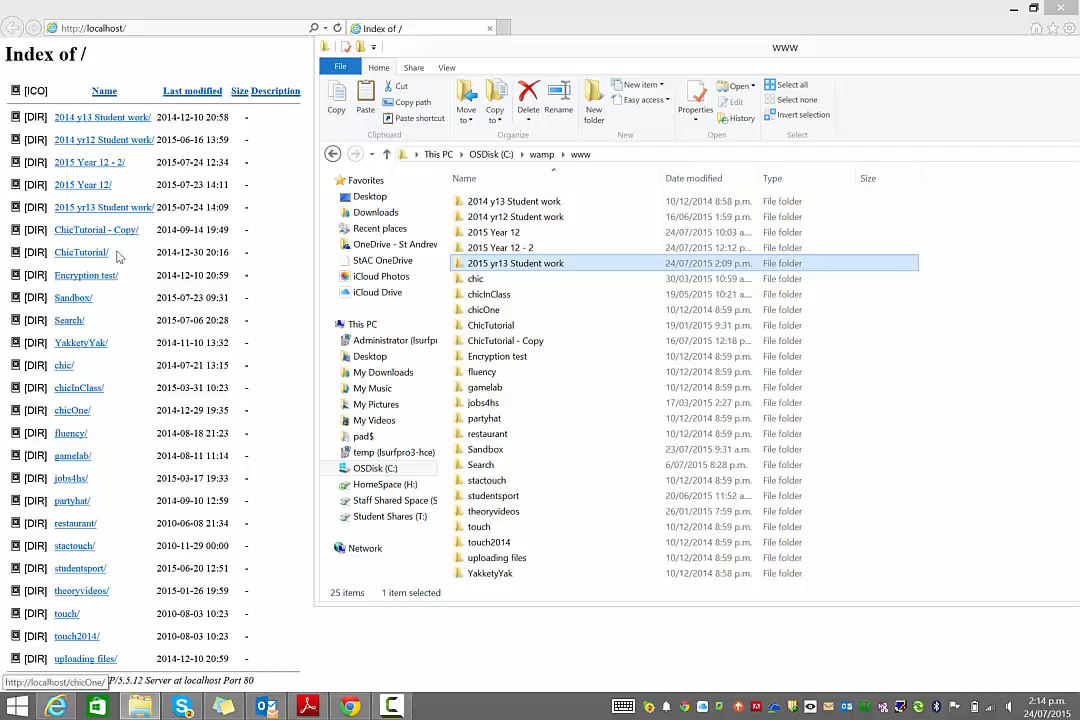 http://localhost/
Index of /
Index of /
[ICO] Name Last modified Size Description
[DIR] 2014 y13 Student work/ 2014-12-10 20:58 -
[DIR] 2014 yr12 Student work/ 2015-06-16 13:59 -
[DIR] 2015 Year 12 - 2/ 2015-07-24 12:34 -
[DIR] 2015 Year 12/ 2015-07-23 14:11 -
[DIR] 2015 yr13 Student work/ 2015-07-24 14:09 -
[DIR] ChicTutorial - Copy/ 2014-09-14 19:49 -
[DIR] ChicTutorial/ 2014-12-30 20:16 -
[DIR] Encryption test/ 2014-12-10 20:59 -
[DIR] Sandbox/ 2015-07-23 09:31 -
[DIR] Search/ 2015-07-06 20:28 -
[DIR] YakketyYak/ 2014-11-10 13:32 -
[DIR] chic/ 2014-07-21 13:15 -
[DIR] chicInClass/ 2015-03-31 10:23 -
[DIR] chicOne/ 2014-12-29 19:35 -
[DIR] fluency/ 2014-08-18 21:23 -
[DIR] gamelab/ 2014-08-11 11:14 -
[DIR] jobs4hs/ 2015-03-17 19:33 -
[DIR] partyhat/ 2014-09-10 12:59 -
[DIR] restaurant/ 2010-06-08 21:34 -
[DIR] stactouch/ 2010-11-29 00:00 -
[DIR] studentsport/ 2015-06-20 12:51 -
[DIR] theoryvideos/ 2015-01-26 19:59 -
[DIR] touch/ 2010-08-03 10:23 -
[DIR] touch2014/ 2010-08-03 10:23 -
[DIR] uploading files/ 2014-12-10 20:59 -
http://localhost/chicOne/ P/5.5.12 Server at localhost Port 80
www
File Home Share View
Copy Paste Cut Copy path Paste shortcut
Clipboard
Move to Copy to Delete Rename
Organize
New folder New item Easy access
New
Properties Open Edit History
Open
Select all Select none Invert selection
Select
This PC OSDisk (C:) wamp www
Favorites
Desktop
Downloads
Recent places
OneDrive - St Andrew
StAC OneDrive
iCloud Photos
iCloud Drive
This PC
Administrator (lsurfpr
Desktop
My Downloads
My Music
My Pictures
My Videos
pad$
temp (lsurfpro3-hce)
OSDisk (C:)
HomeSpace (H:)
Staff Shared Space (S
Student Shares (T:)
Network
Name Date modified Type Size
2014 y13 Student work 10/12/2014 8:58 p.m. File folder
2014 yr12 Student work 16/06/2015 1:59 p.m. File folder
2015 Year 12 24/07/2015 10:03 a... File folder
2015 Year 12 - 2 24/07/2015 12:12 p... File folder
2015 yr13 Student work 24/07/2015 2:09 p.m. File folder
chic 30/03/2015 10:59 a... File folder
chicInClass 19/05/2015 10:21 a... File folder
chicOne 10/12/2014 8:59 p.m. File folder
ChicTutorial 19/01/2015 9:31 p.m. File folder
ChicTutorial - Copy 16/07/2015 12:18 p... File folder
Encryption test 10/12/2014 8:59 p.m. File folder
fluency 10/12/2014 8:59 p.m. File folder
gamelab 10/12/2014 8:59 p.m. File folder
jobs4hs 17/03/2015 2:27 p.m. File folder
partyhat 10/12/2014 8:59 p.m. File folder
restaurant 10/12/2014 8:59 p.m. File folder
Sandbox 23/07/2015 9:31 a.m. File folder
Search 6/07/2015 8:28 p.m. File folder
stactouch 10/12/2014 8:59 p.m. File folder
studentsport 20/06/2015 11:52 a... File folder
theoryvideos 26/01/2015 7:59 p.m. File folder
touch 10/12/2014 8:59 p.m. File folder
touch2014 10/12/2014 8:59 p.m. File folder
uploading files 10/12/2014 8:59 p.m. File folder
YakketyYak 10/12/2014 8:58 p.m. File folder
25 items 1 item selected
2:14 p.m.
24/07/2015